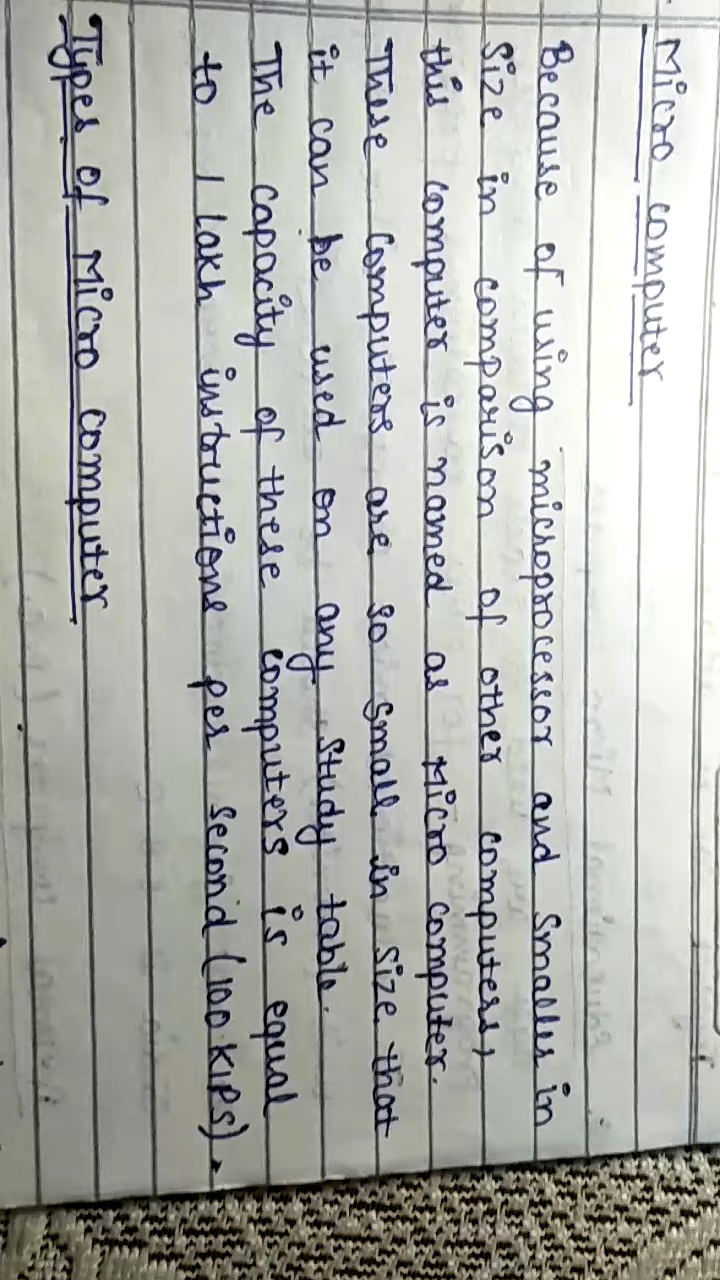 Micro computer
Because of using microprocessor and smaller in
size in comparison of other computers,
this computer is named as Micro computer.
These computers are so small in size that
it can be used on any study table.
The capacity of these computers is equal
to 1 lakh instructions per second (100 KIPS).
Types of Micro computer